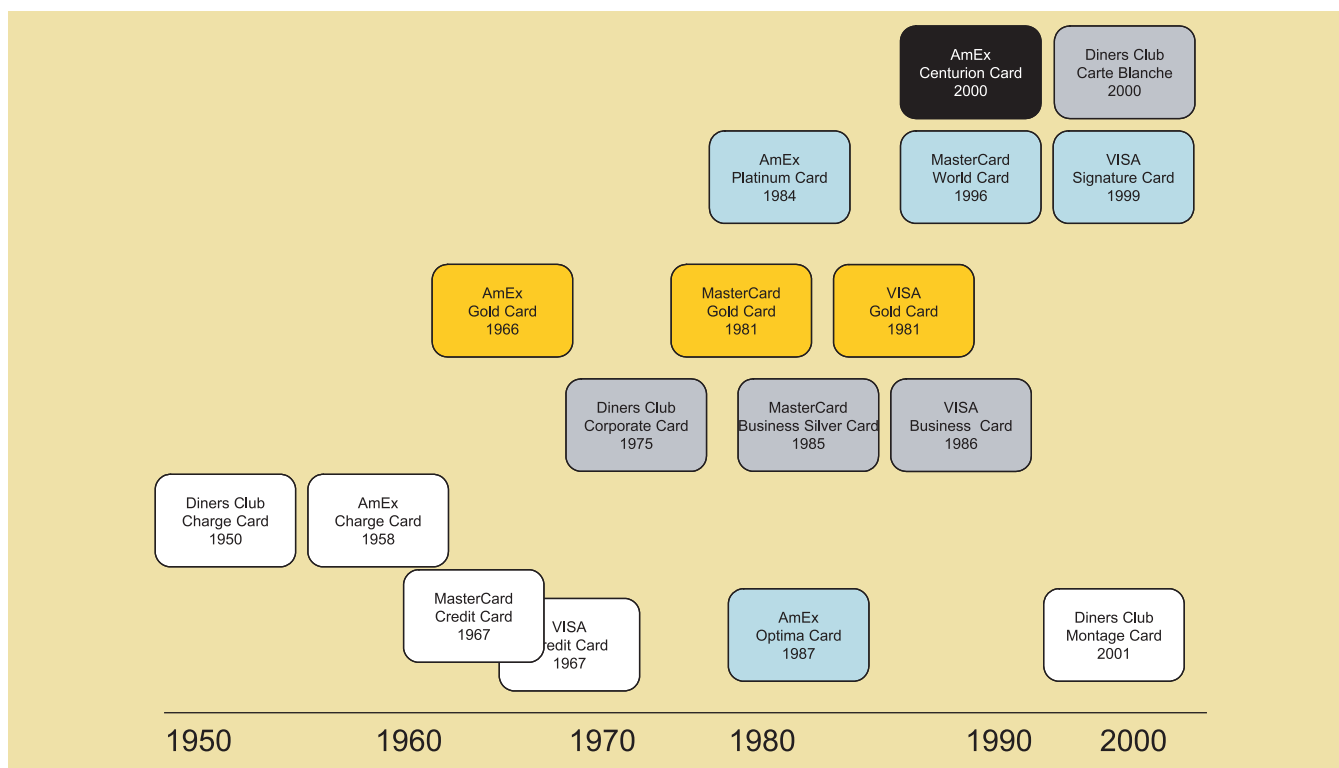 AmEx
Centurion Card
2000
Diners Club
Carte Blanche
2000
AmEx
Platinum Card
1984
MasterCard
World Card
1996
VISA
Signature Card
1999
AmEx
Gold Card
1966
MasterCard
Gold Card
1981
VISA
Gold Card
1981
Diners Club
Corporate Card
1975
MasterCard
Business Silver Card
1985
VISA
Business Card
1986
Diners Club
Charge Card
1950
AmEx
Charge Card
1958
MasterCard
Credit Card
1967
VISA
redit Card
1967
AmEx
Optima Card
1987
Diners Club
Montage Card
2001
1950 1960 1970 1980 1990 2000